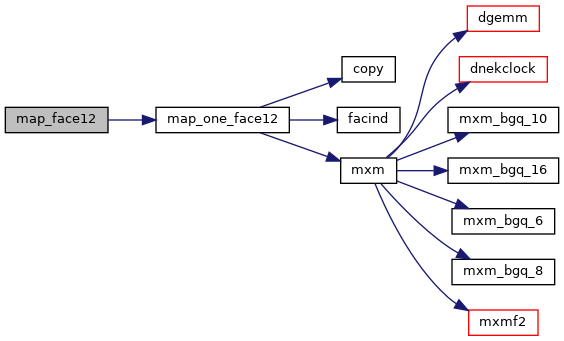 map_face12
map_one_face12
copy
facind
mxm
dgemm
dnekclock
mxm_bgq_10
mxm_bgq_16
mxm_bgq_6
mxm_bgq_8
mxmf2